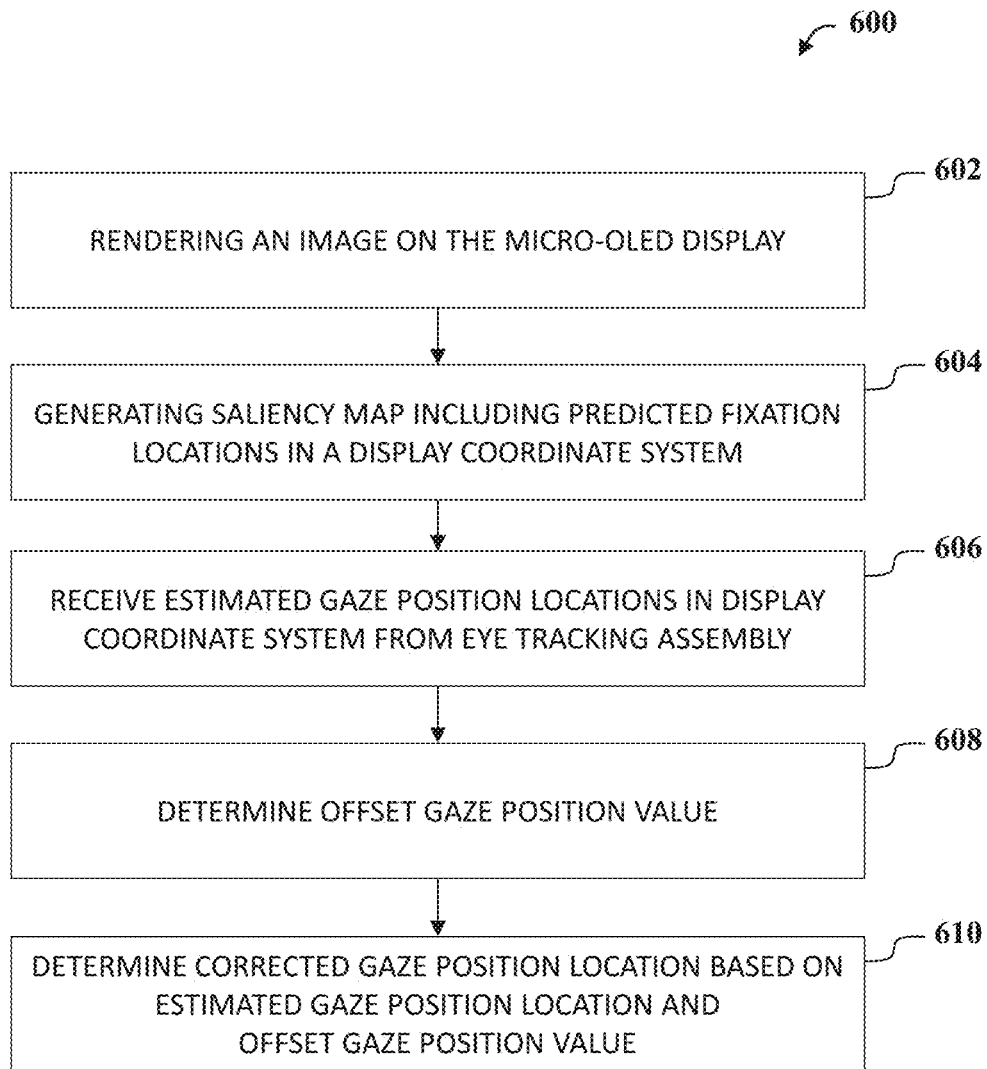 600
602
RENDERING AN IMAGE ON THE MICRO-OLED DISPLAY
604
GENERATING SALIENCY MAP INCLUDING PREDICTED FIXATION
LOCATIONS IN A DISPLAY COORDINATE SYSTEM
606
RECEIVE ESTIMATED GAZE POSITION LOCATIONS IN DISPLAY
COORDINATE SYSTEM FROM EYE TRACKING ASSEMBLY
608
DETERMINE OFFSET GAZE POSITION VALUE
610
DETERMINE CORRECTED GAZE POSITION LOCATION BASED ON
ESTIMATED GAZE POSITION LOCATION AND
OFFSET GAZE POSITION VALUE